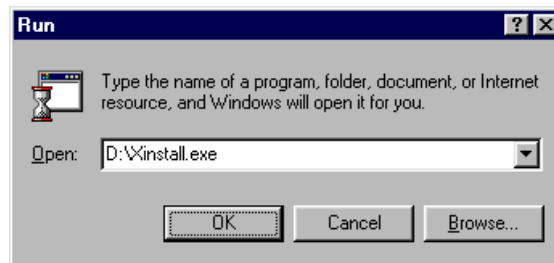 Run
Type the name of a program, folder, document, or Internet
resource, and Windows will open it for you.
Open: D:\Xinstall.exe
OK Cancel Browse...